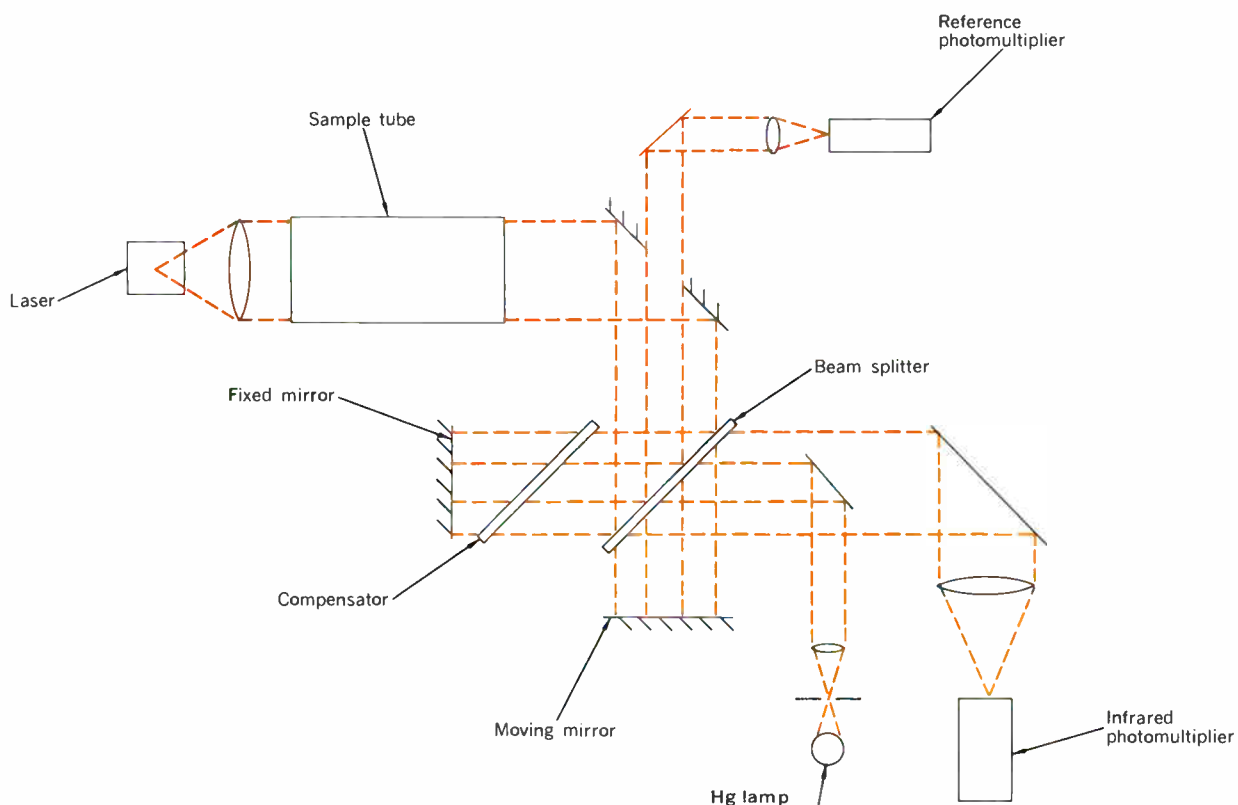 Reference
photomultiplier
Sample tube
Laser
Beam splitter
Fixed mirror
Compensator
Moving mirror
Infrared
photomultiplier
Hg lamp